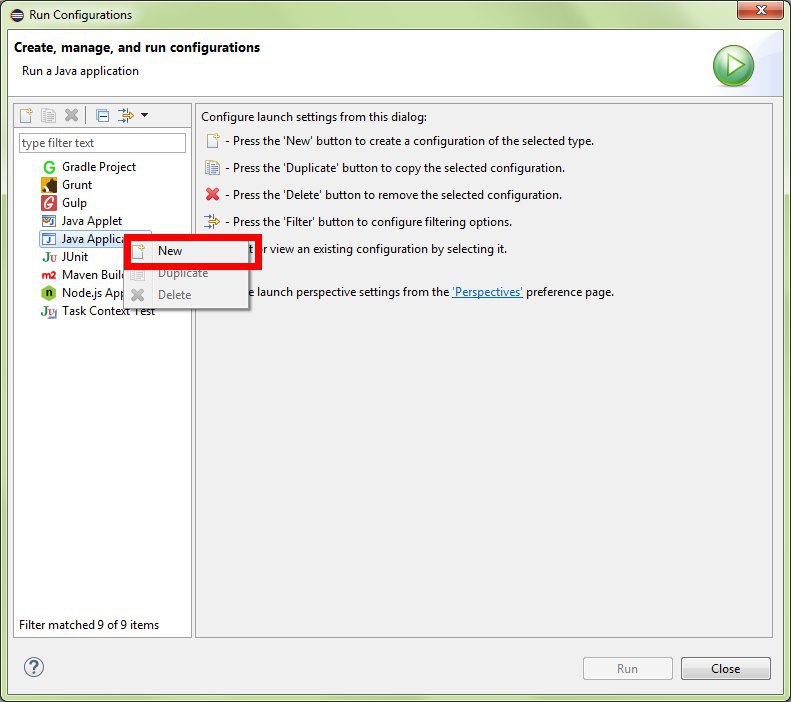 Run Configurations
Create, manage, and run configurations
Run a Java application
type filter text
Gradle Project
Grunt
Gulp
Java Applet
Java Applica
JUnit
Maven Build
Node.js App
Task Context Test
Filter matched 9 of 9 items
New
Duplicate
Delete
Configure launch settings from this dialog:
- Press the 'New' button to create a configuration of the selected type.
- Press the 'Duplicate' button to copy the selected configuration.
- Press the 'Delete' button to remove the selected configuration.
- Press the 'Filter' button to configure filtering options.
or view an existing configuration by selecting it.
launch perspective settings from the 'Perspectives' preference page.
Run
Close